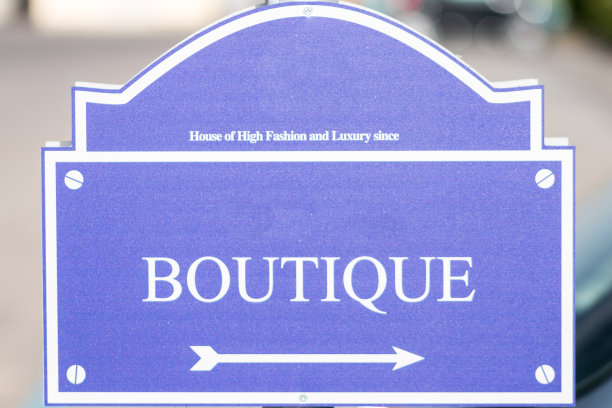 House of High Fashion and Luxury since
BOUTIQUE